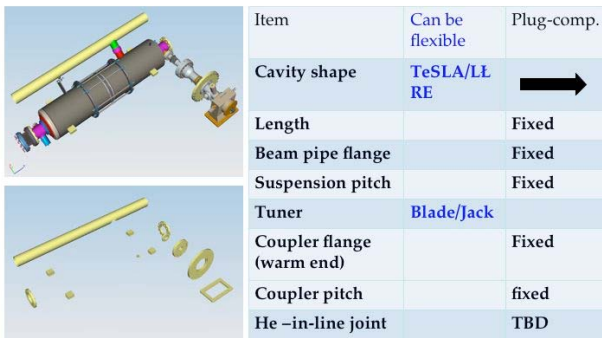 Item Can be Plug-comp.
flexible
Cavity shape TeSLA/LŁ
RE
Length Fixed
Beam pipe flange Fixed
Suspension pitch Fixed
Tuner Blade/Jack
Coupler flange Fixed
(warm end)
Coupler pitch fixed
He –in-line joint TBD